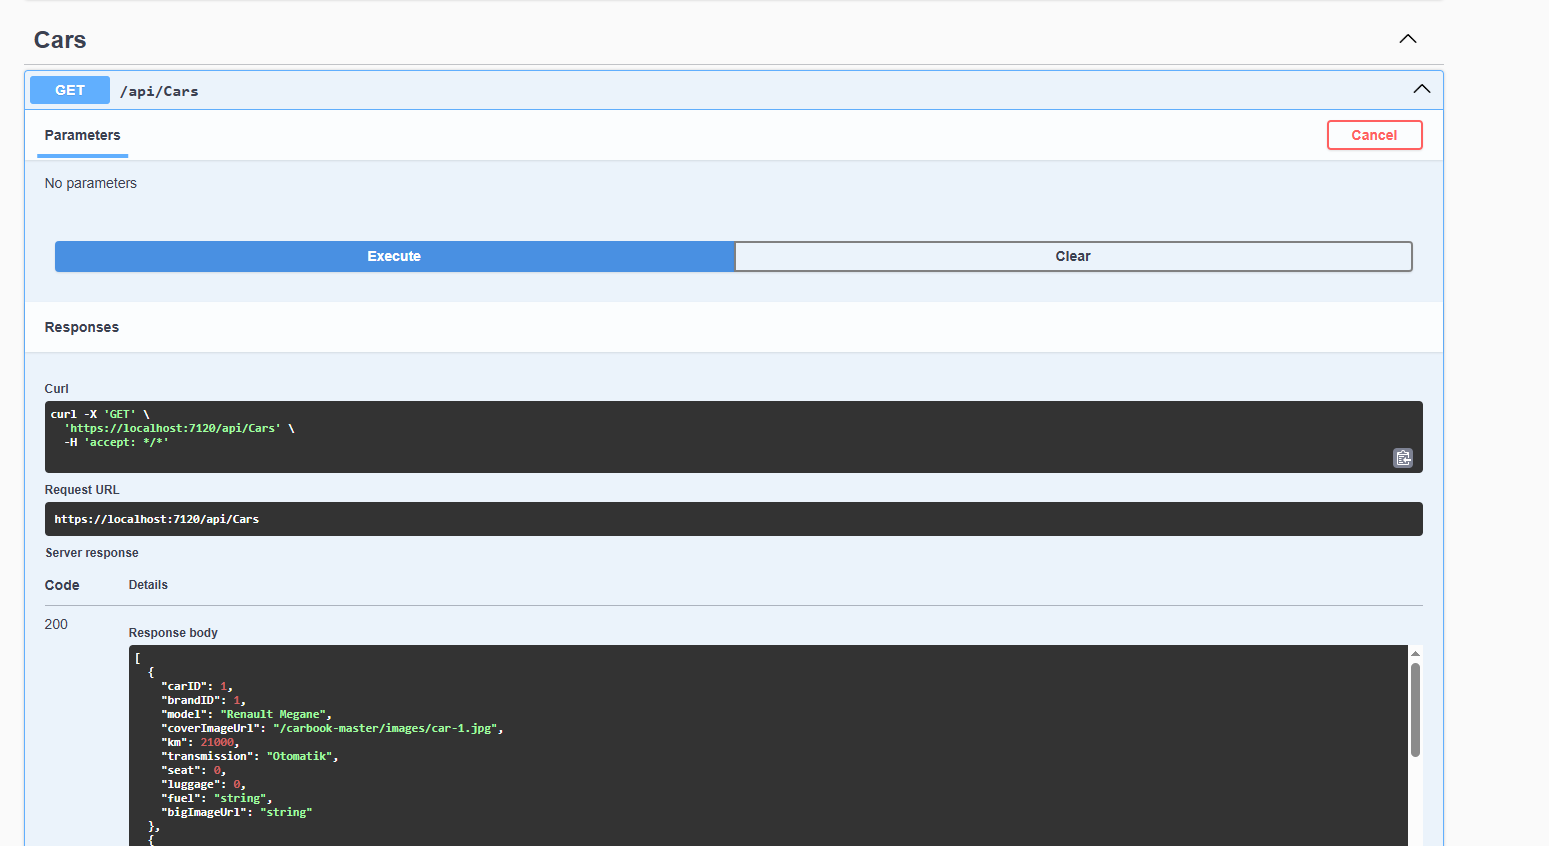 Cars
GET /api/Cars
Parameters
Cancel
No parameters
Execute
Clear
Responses
Curl
curl -X 'GET' \
  'https://localhost:7120/api/Cars' \
  -H 'accept: */*'
Request URL
https://localhost:7120/api/Cars
Server response
Code Details
200
Response body
[
  {
    "carID": 1,
    "brandID": 1,
    "model": "Renault Megane",
    "coverImageUrl": "/carbook-master/images/car-1.jpg",
    "km": 21000,
    "transmission": "Otomatik",
    "seat": 0,
    "luggage": 0,
    "fuel": "string",
    "bigImageUrl": "string"
  },
  {